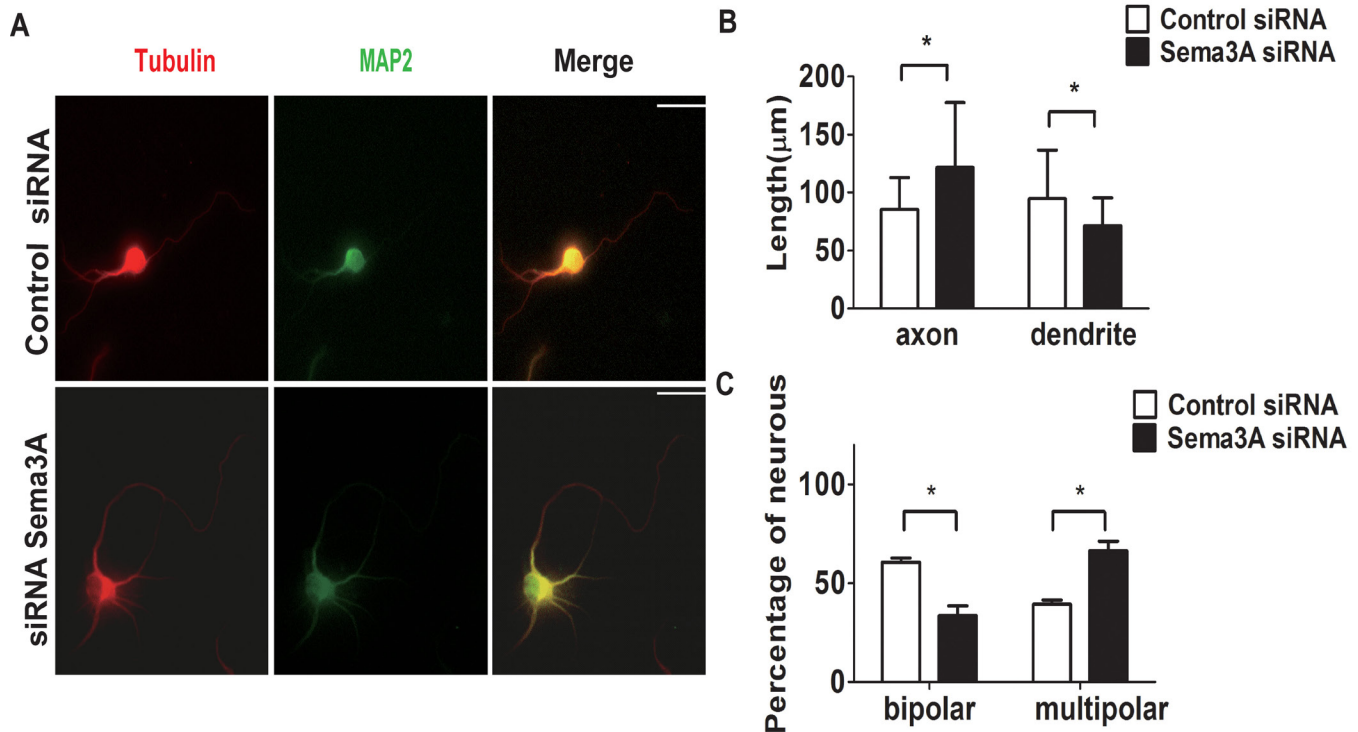 A
Tubulin
MAP2
Merge
Control siRNA
siRNA Sema3A
B
Control siRNA
Sema3A siRNA
*
*
Length(μm)
200
150
100
50
0
axon
dendrite
C
Control siRNA
Sema3A siRNA
*
*
Percentage of neurous
100
50
0
bipolar
multipolar